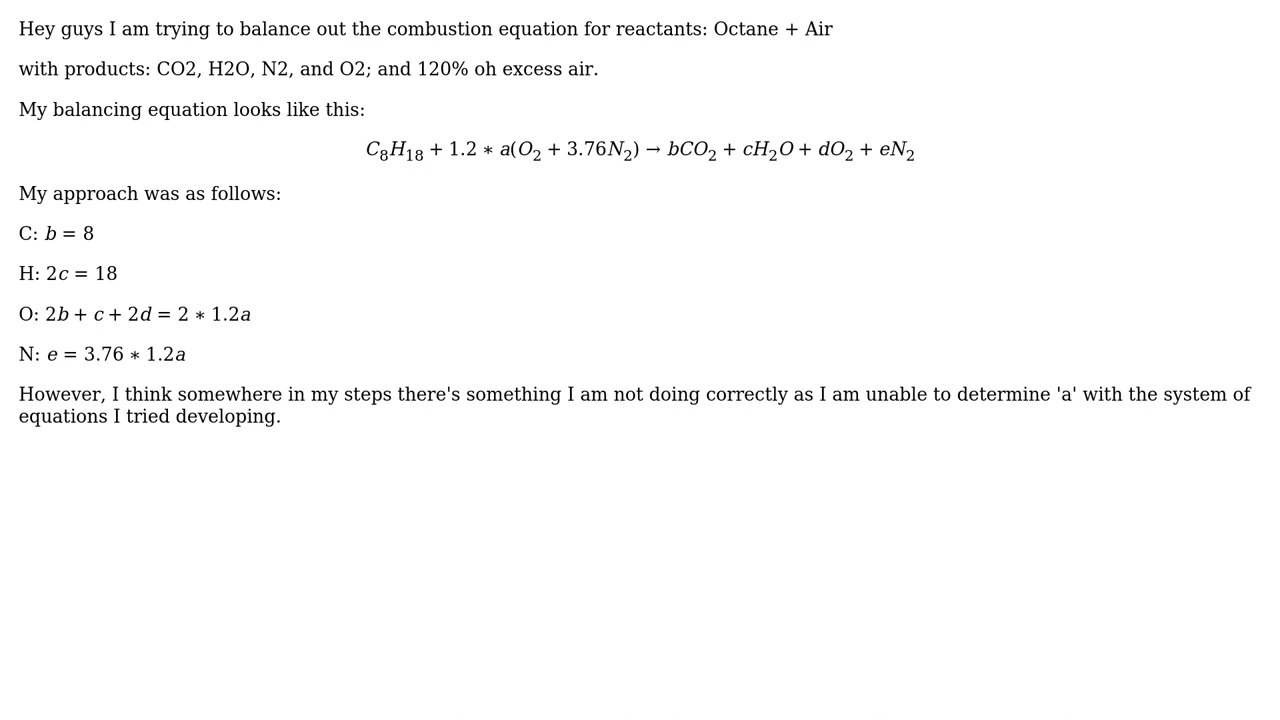 Hey guys I am trying to balance out the combustion equation for reactants: Octane + Air
with products: CO2, H2O, N2, and O2; and 120% oh excess air.
My balancing equation looks like this:
C₈H₁₈ + 1.2 ∗ a(O₂ + 3.76N₂) → bCO₂ + cH₂O + dO₂ + eN₂
My approach was as follows:
C: b = 8
H: 2c = 18
O: 2b + c + 2d = 2 ∗ 1.2a
N: e = 3.76 ∗ 1.2a
However, I think somewhere in my steps there's something I am not doing correctly as I am unable to determine 'a' with the system of
equations I tried developing.